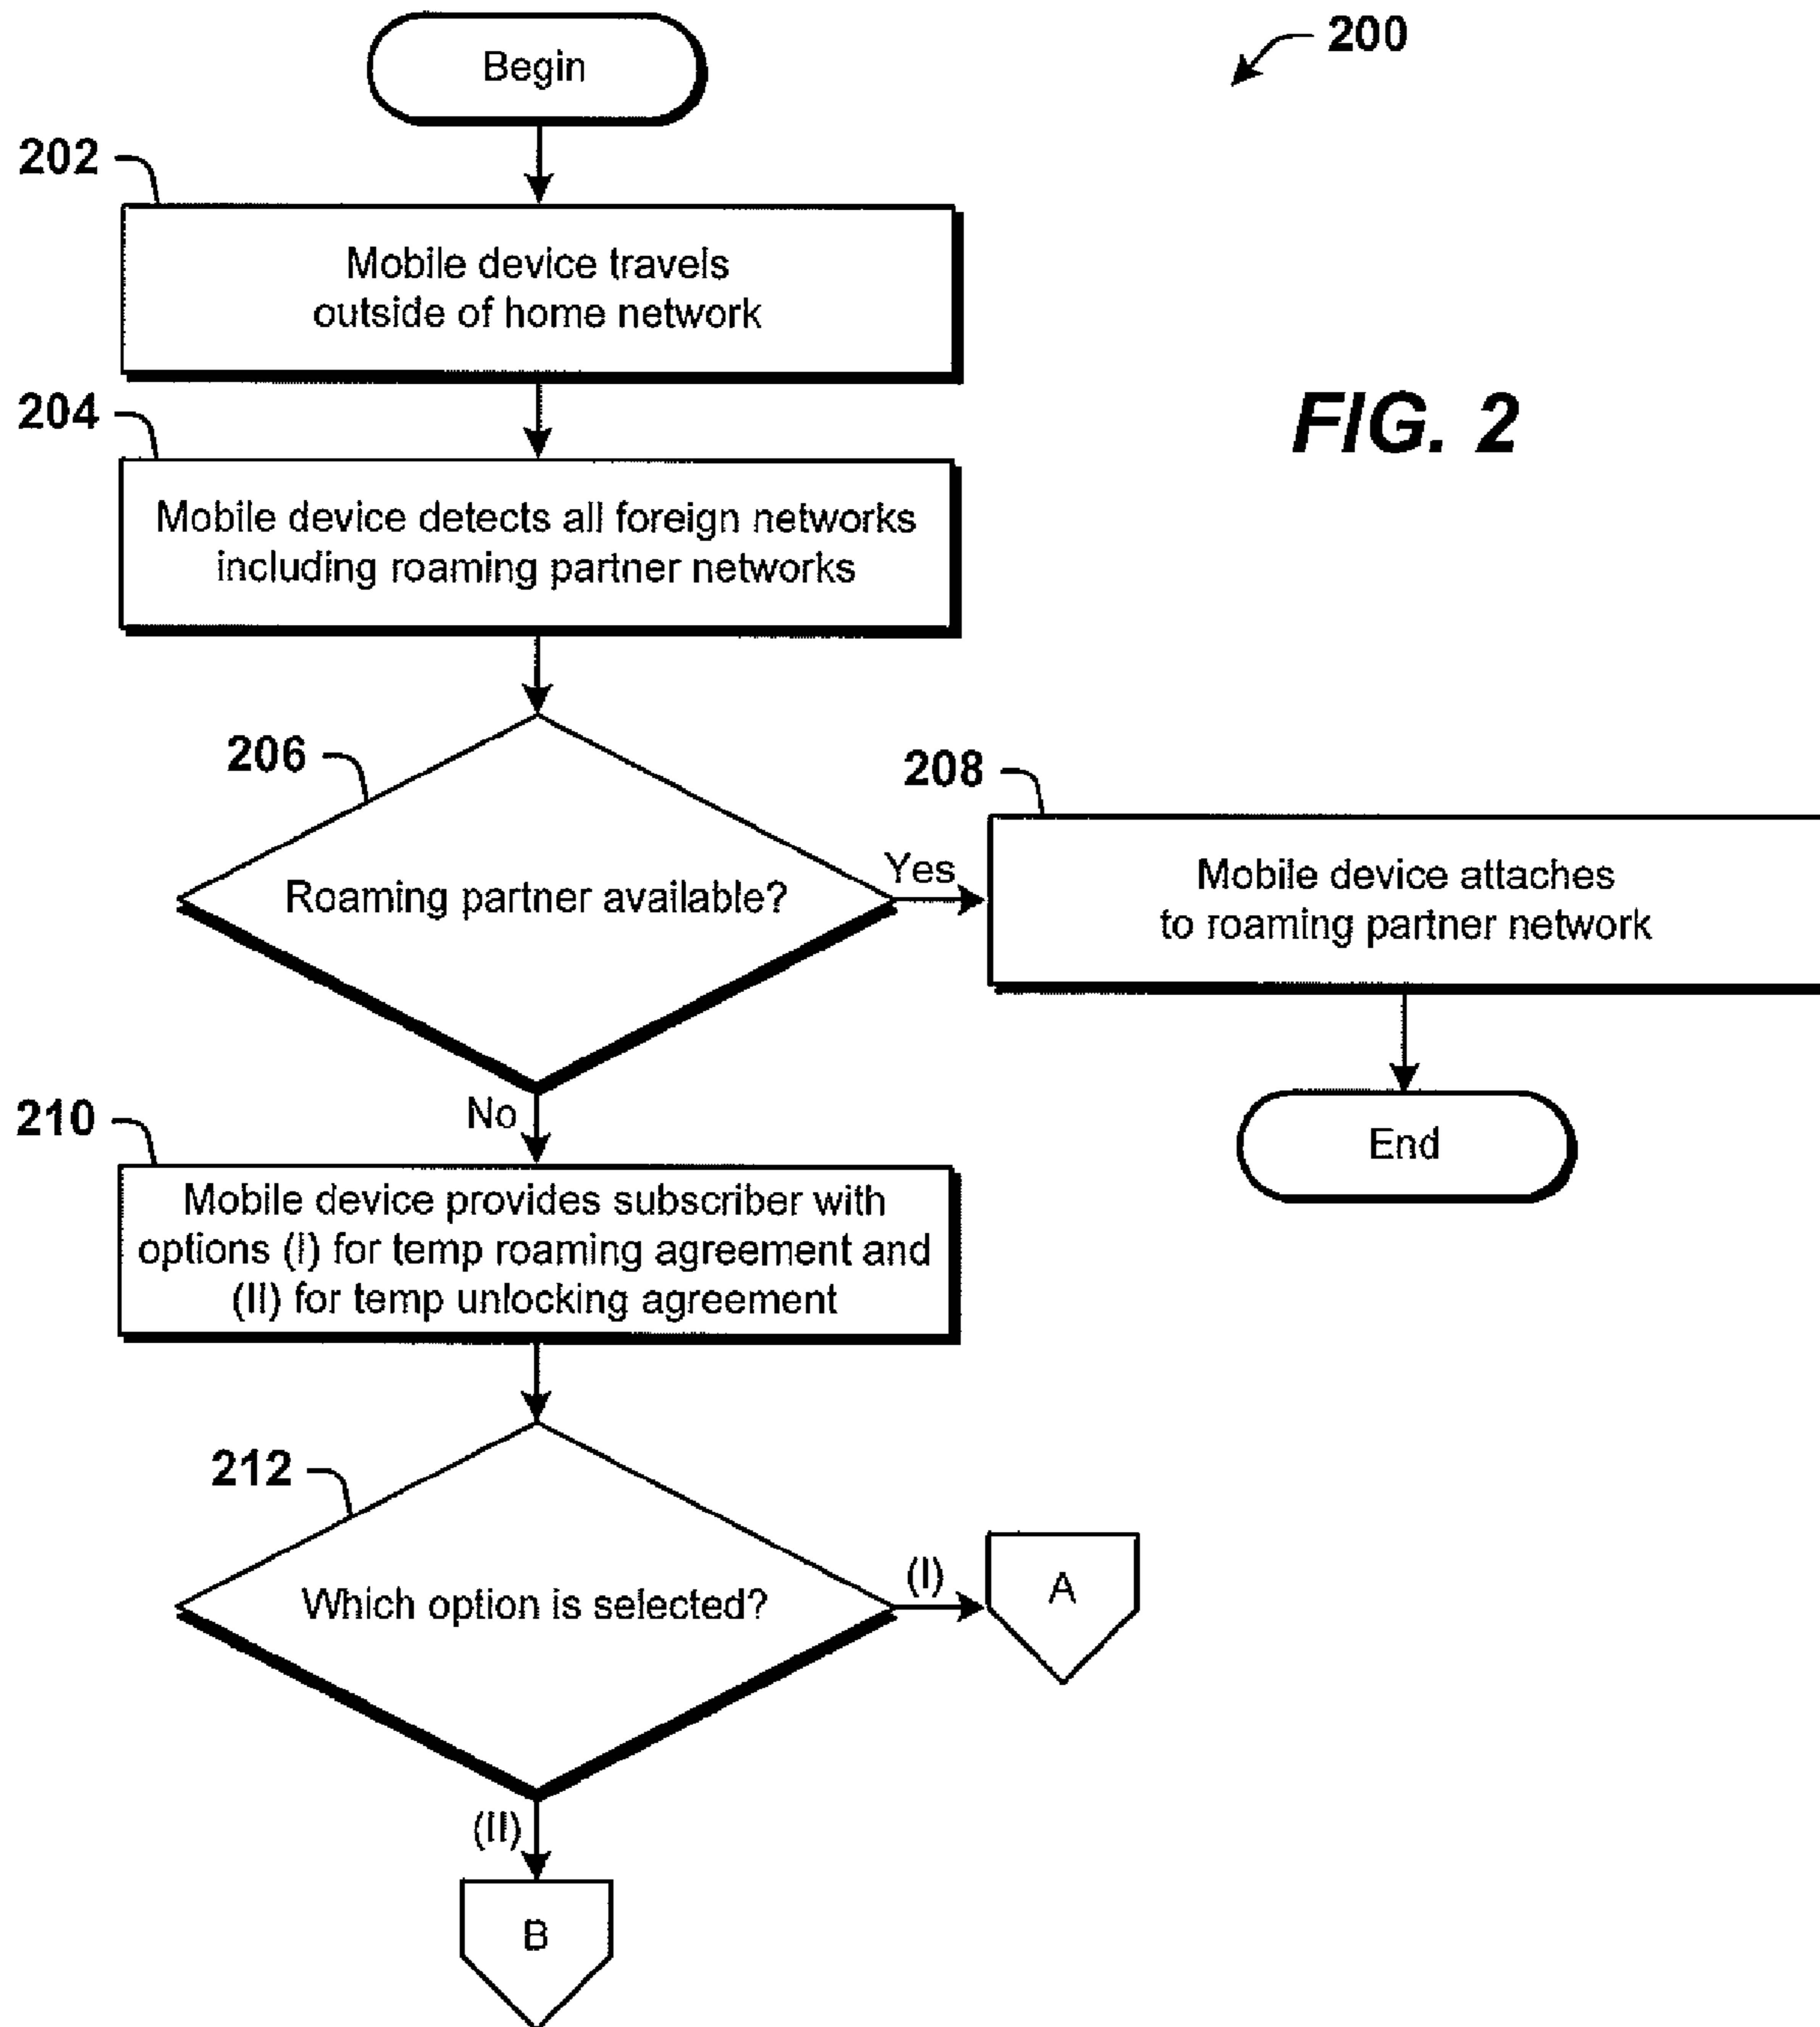 Begin
200
202
Mobile device travels
outside of home network
204
FIG. 2
Mobile device detects all foreign networks
including roaming partner networks
206
208
Roaming partner available?
Yes
Mobile device attaches
to roaming partner network
No
End
210
Mobile device provides subscriber with
options (I) for temp roaming agreement and
(II) for temp unlocking agreement
212
Which option is selected?
(I)
A
(II)
B